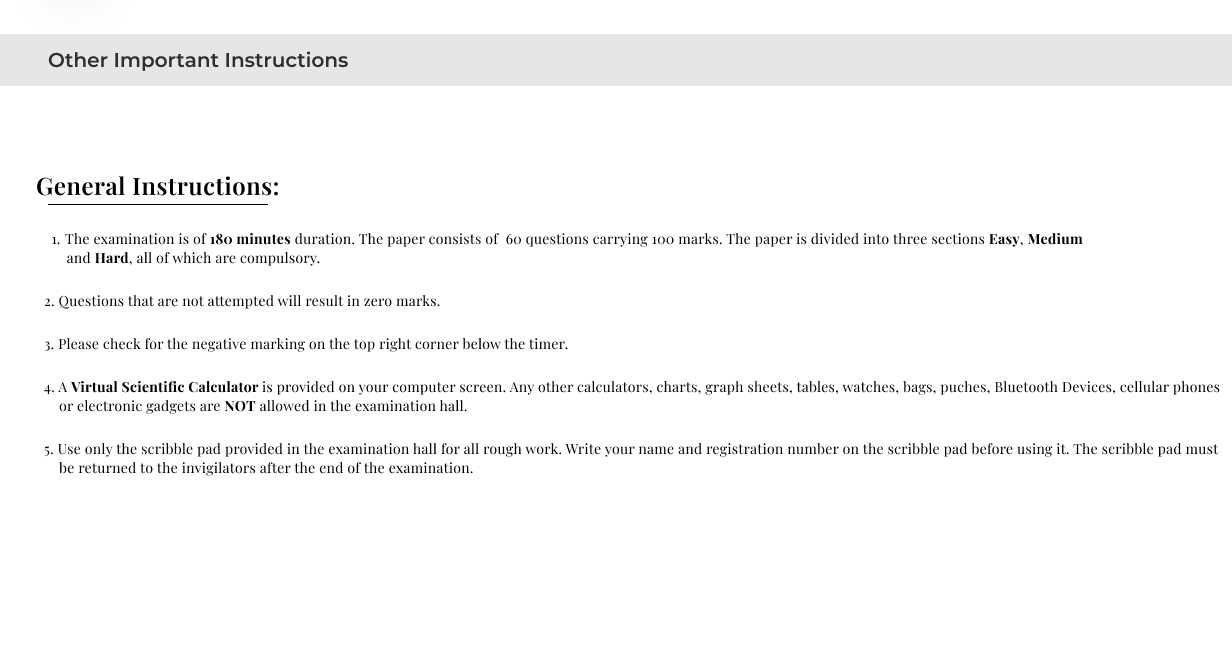 Other Important Instructions
General Instructions:
1. The examination is of 180 minutes duration. The paper consists of  60 questions carrying 100 marks. The paper is divided into three sections Easy, Medium
and Hard, all of which are compulsory.
2. Questions that are not attempted will result in zero marks.
3. Please check for the negative marking on the top right corner below the timer.
4. A Virtual Scientific Calculator is provided on your computer screen. Any other calculators, charts, graph sheets, tables, watches, bags, puches, Bluetooth Devices, cellular phones
or electronic gadgets are NOT allowed in the examination hall.
5. Use only the scribble pad provided in the examination hall for all rough work. Write your name and registration number on the scribble pad before using it. The scribble pad must
be returned to the invigilators after the end of the examination.